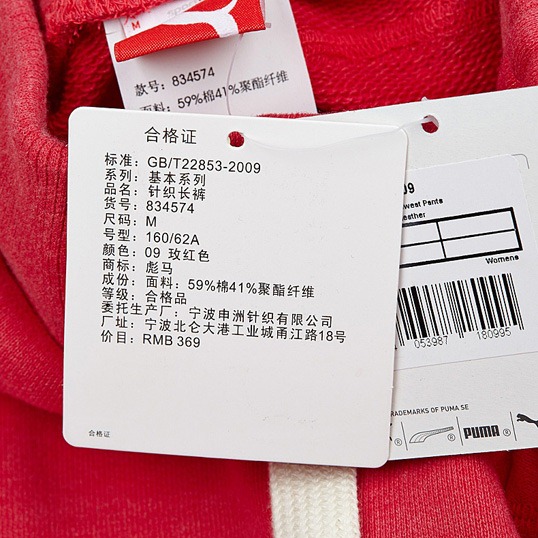 M
款号：834574
面料：59%棉41%聚酯纤维
合格证
标准：GB/T22853-2009
系列：基本系列
品名：针织长裤
货号：834574
尺码：M
号型：160/62A
颜色：09 玫红色
商标：彪马
成份：面料：59%棉41%聚酯纤维
等级：合格品
委托生产厂：宁波申洲针织有限公司
厂址：宁波北仑大港工业城甬江路18号
价目：RMB 369
合格证
09
weat Pants
eather
Womens
053987 180995
RADEMARKS OF PUMA SE
® ® PUMA ®